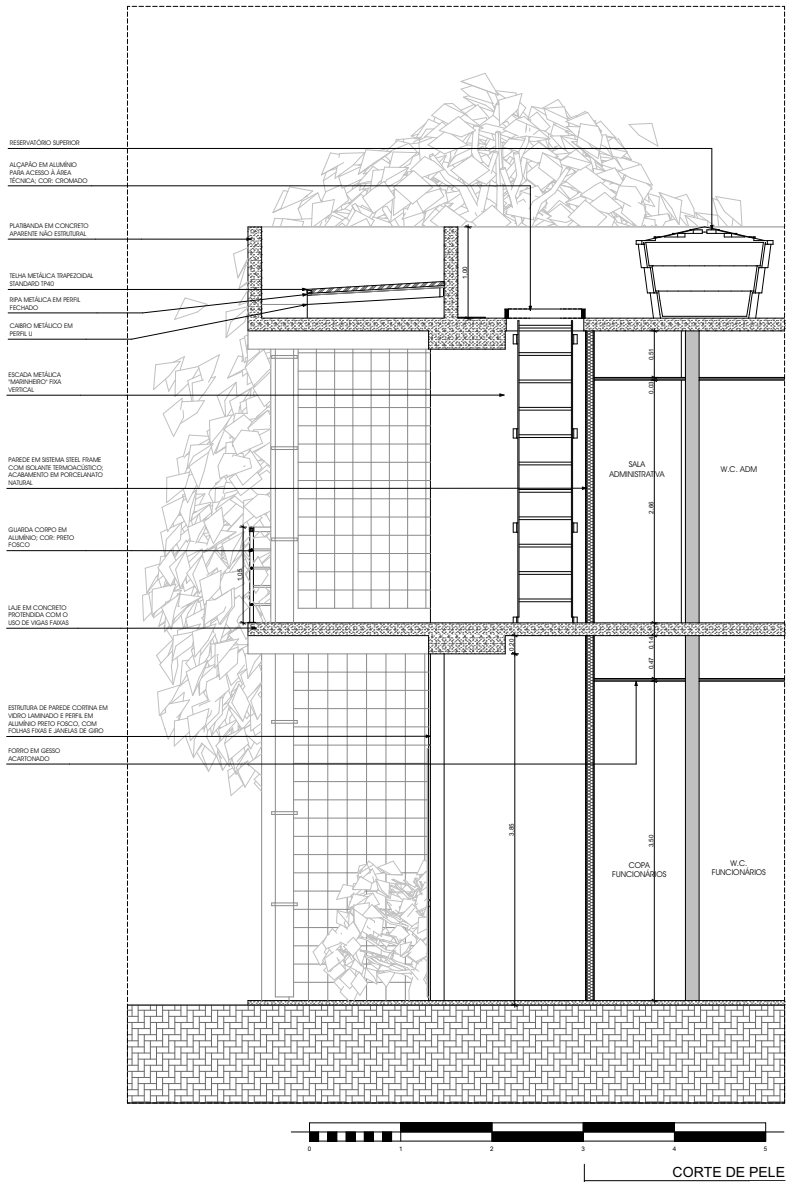 RESERVATÓRIO SUPERIOR
ALÇAPÃO EM ALUMÍNIO
PARA ACESSO À ÁREA
TÉCNICA; COR: CROMADO
PLATIBANDA EM CONCRETO
APARENTE NÃO ESTRUTURAL
TELHA METÁLICA TRAPEZOIDAL
STANDARD TP40
RIPA METÁLICA EM PERFIL
FECHADO
CAIBRO METÁLICO EM
PERFIL U
ESCADA METÁLICA
"MARINHEIRO" FIXA
VERTICAL
PAREDE EM SISTEMA STEEL FRAME
COM ISOLANTE TERMOACÚSTICO;
ACABAMENTO EM PORCELANATO
NATURAL
GUARDA CORPO EM
ALUMÍNIO; COR: PRETO
FOSCO
LAJE EM CONCRETO
PROTENDIDA COM O
USO DE VIGAS FAIXAS
ESTRUTURA DE PAREDE CORTINA EM
VIDRO LAMINADO E PERFIL EM
ALUMÍNIO PRETO FOSCO, COM
FOLHAS FIXAS E JANELAS DE GIRO
FORRO EM GESSO
ACARTONADO
1.00
0.51
0.03
SALA
ADMINISTRATIVA
W.C. ADM
2.66
1.05
0.20
0.14
0.47
3.86
3.50
COPA
FUNCIONÁRIOS
W.C.
FUNCIONÁRIOS
0 1 2 3 4 5
CORTE DE PELE